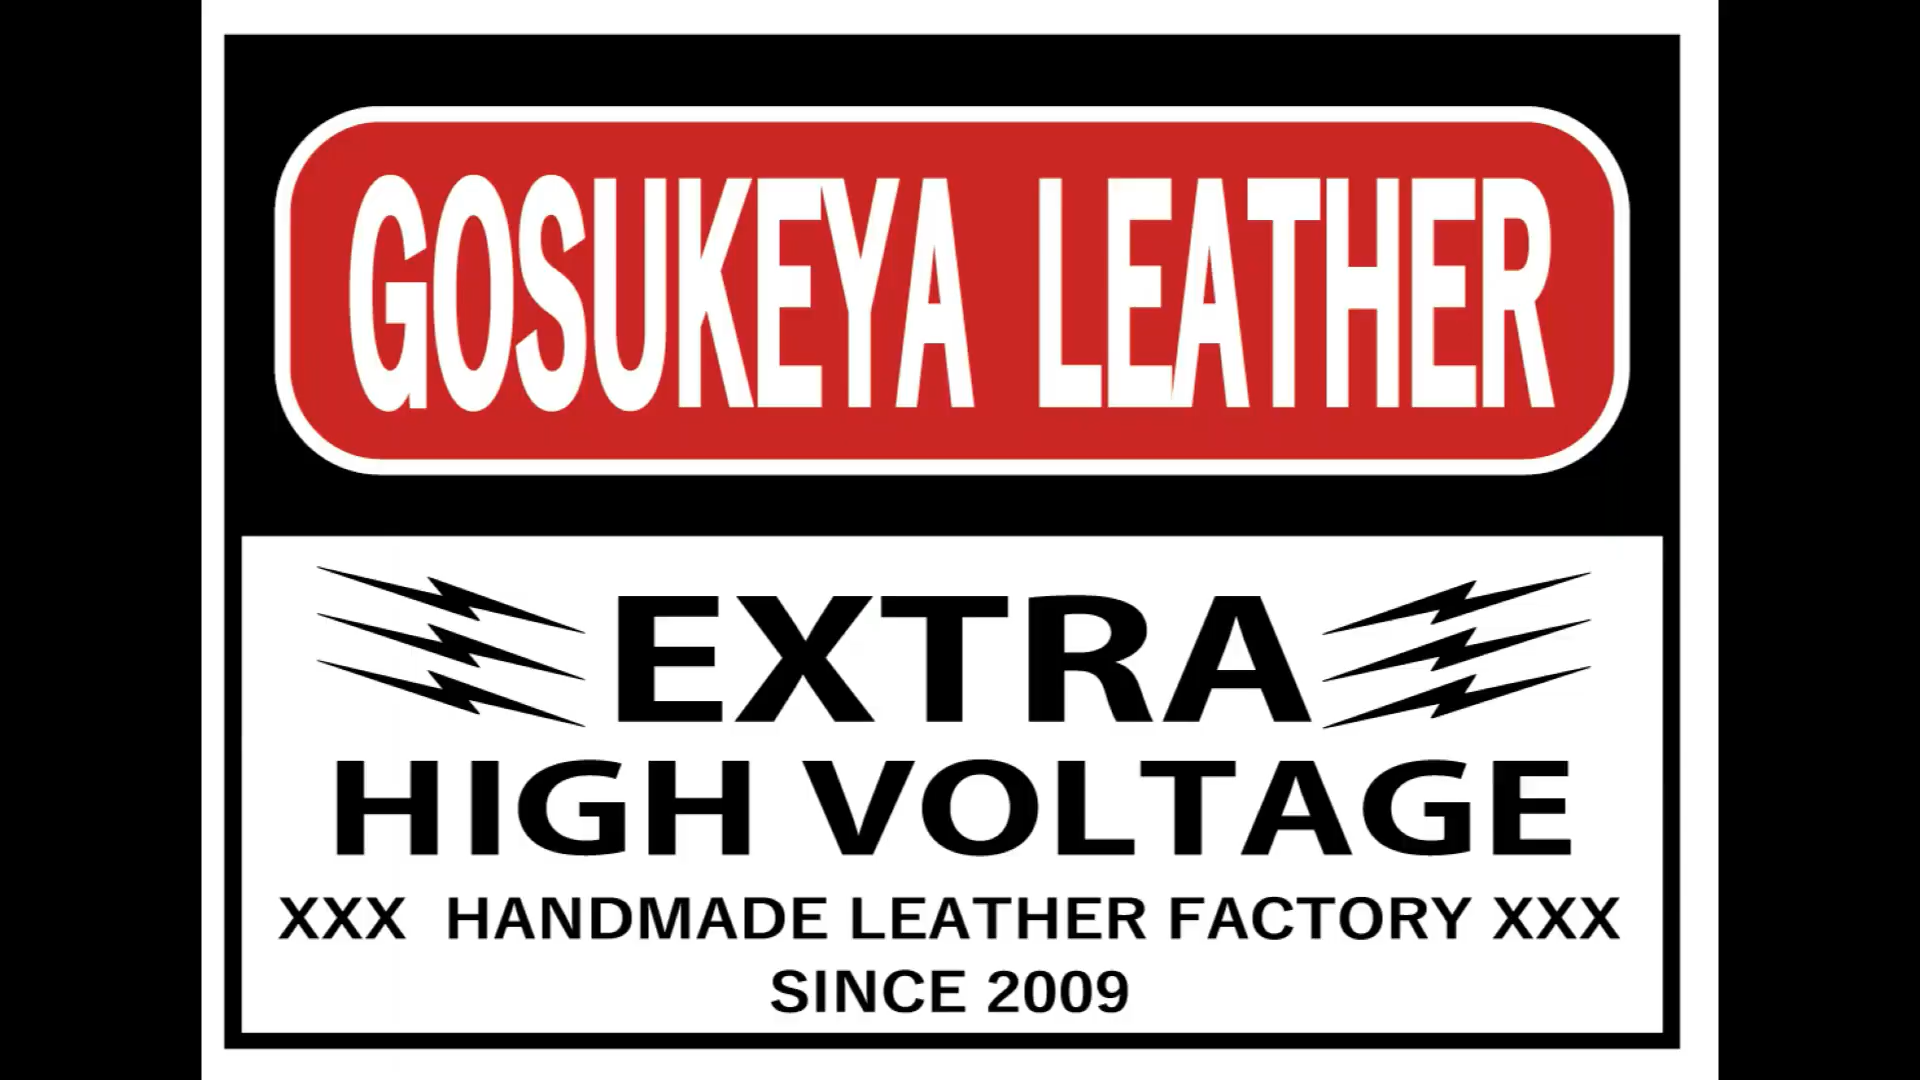 GOSUKEYA LEATHER
EXTRA
HIGH VOLTAGE
XXX HANDMADE LEATHER FACTORY XXX
SINCE 2009